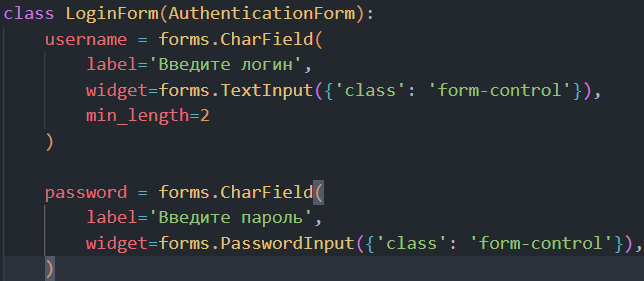 class LoginForm(AuthenticationForm):
    username = forms.CharField(
        label='Введите логин',
        widget=forms.TextInput({'class': 'form-control'}),
        min_length=2
    )

    password = forms.CharField(
        label='Введите пароль',
        widget=forms.PasswordInput({'class': 'form-control'}),
    )